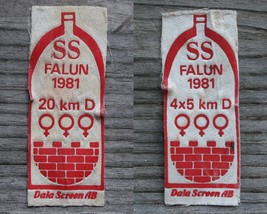 SS
FALUN
1981
20 km D
Dala Screen AB
SS
FALUN
1981
4x5 km D
Dala Screen AB